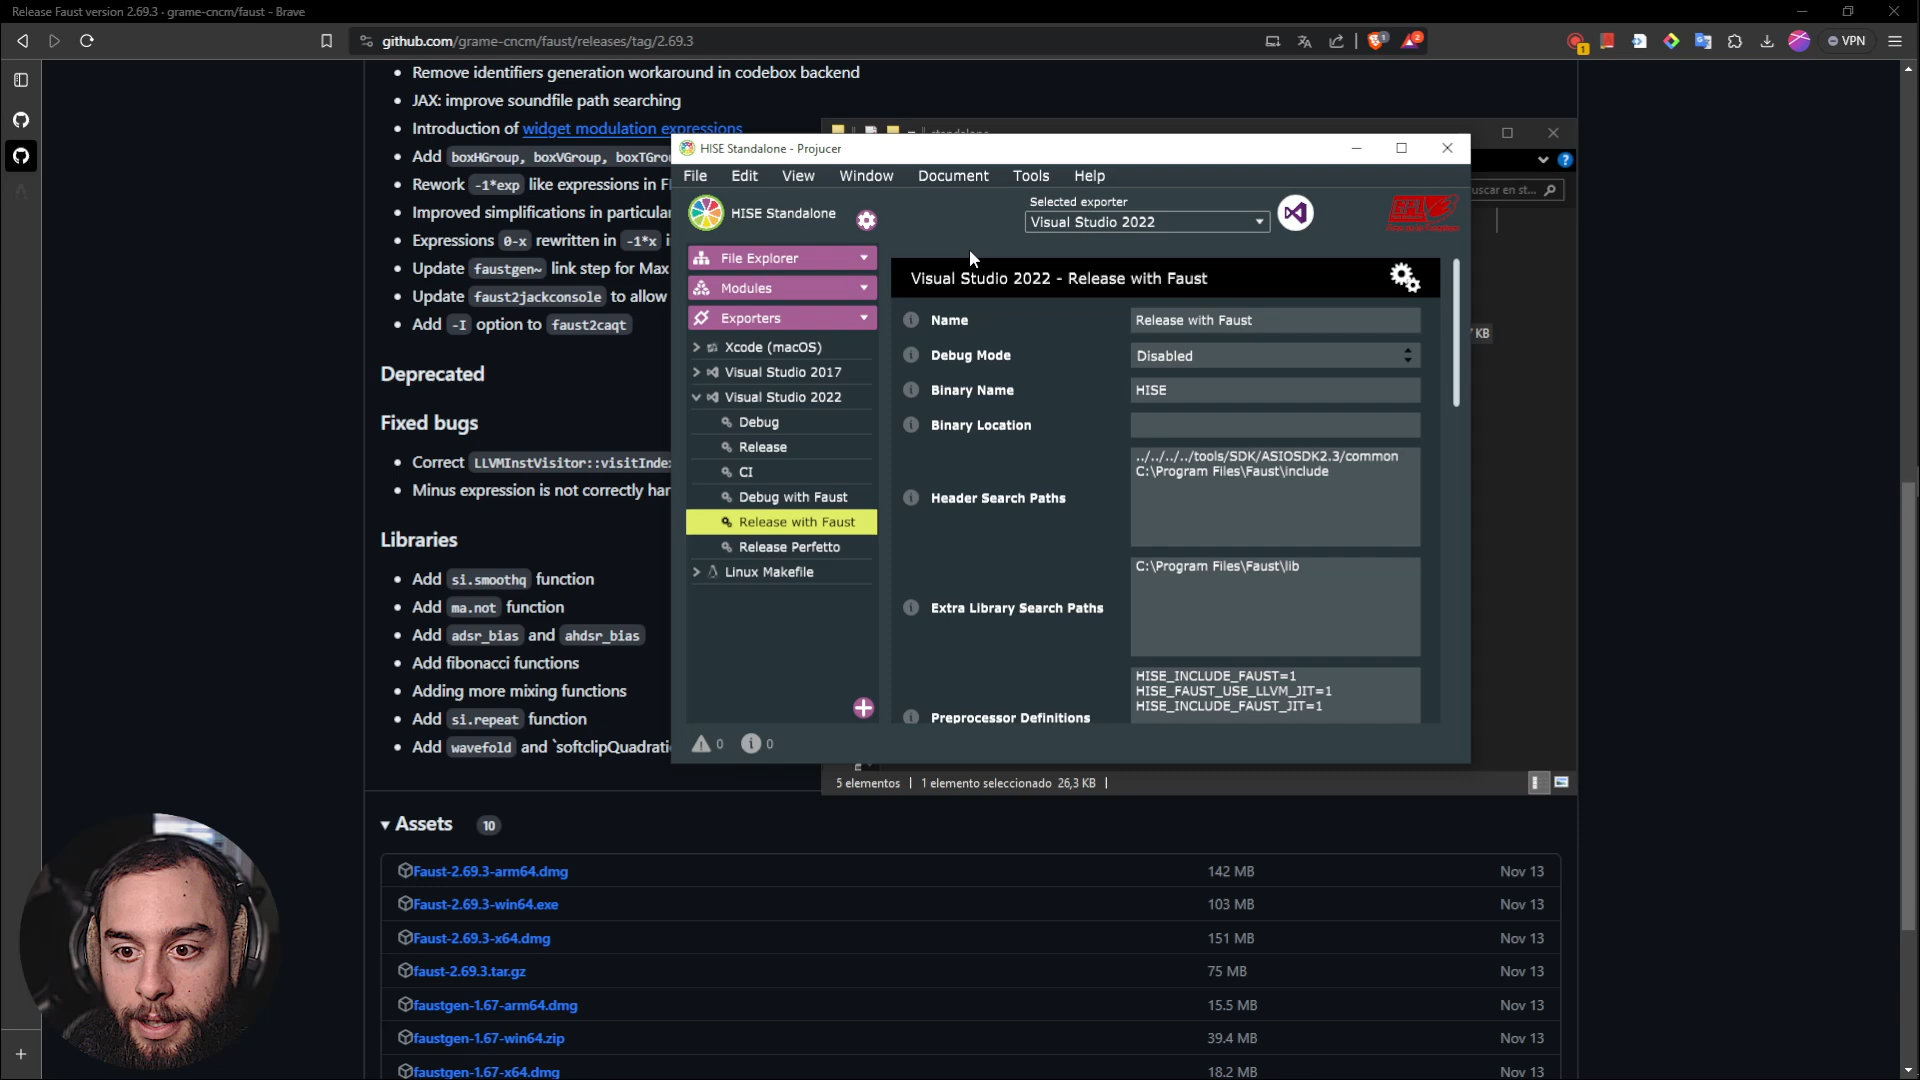 Release Faust version 2.69.3 · grame-cncm/faust - Brave
github.com/grame-cncm/faust/releases/tag/2.69.3
1
2
1
VPN
Remove identifiers generation workaround in codebox backend
JAX: improve soundfile path searching
Introduction of widget modulation expressions
Add boxHGroup, boxVGroup, boxTGrou
Rework -1*exp like expressions in FI
Improved simplifications in particula
Expressions 0-x rewritten in -1*x i
Update faustgen~ link step for Max
Update faust2jackconsole to allow
Add -I option to faust2caqt
Deprecated
Fixed bugs
Correct LLVMInstVisitor::visitInde
Minus expression is not correctly har
Libraries
Add si.smoothq function
Add ma.not function
Add adsr_bias and ahdsr_bias
Add fibonacci functions
Adding more mixing functions
Add si.repeat function
Add wavefold and `softclipQuadrati
standalone
uscar en st...
KB
HISE Standalone - Projucer
File Edit View Window Document Tools Help
HISE Standalone
Selected exporter
Visual Studio 2022
GPL
File Explorer
Modules
Exporters
Xcode (macOS)
Visual Studio 2017
Visual Studio 2022
Debug
Release
CI
Debug with Faust
Release with Faust
Release Perfetto
Linux Makefile
0 0
Visual Studio 2022 - Release with Faust
Name Release with Faust
Debug Mode Disabled
Binary Name HISE
Binary Location
Header Search Paths
../../../../tools/SDK/ASIOSDK2.3/common
C:\Program Files\Faust\include
Extra Library Search Paths
C:\Program Files\Faust\lib
Preprocessor Definitions
HISE_INCLUDE_FAUST=1
HISE_FAUST_USE_LLVM_JIT=1
HISE_INCLUDE_FAUST_JIT=1
5 elementos | 1 elemento seleccionado 26,3 KB |
Assets 10
Faust-2.69.3-arm64.dmg 142 MB Nov 13
Faust-2.69.3-win64.exe 103 MB Nov 13
Faust-2.69.3-x64.dmg 151 MB Nov 13
faust-2.69.3.tar.gz 75 MB Nov 13
faustgen-1.67-arm64.dmg 15.5 MB Nov 13
faustgen-1.67-win64.zip 39.4 MB Nov 13
faustgen-1.67-x64.dmg 18.2 MB Nov 13